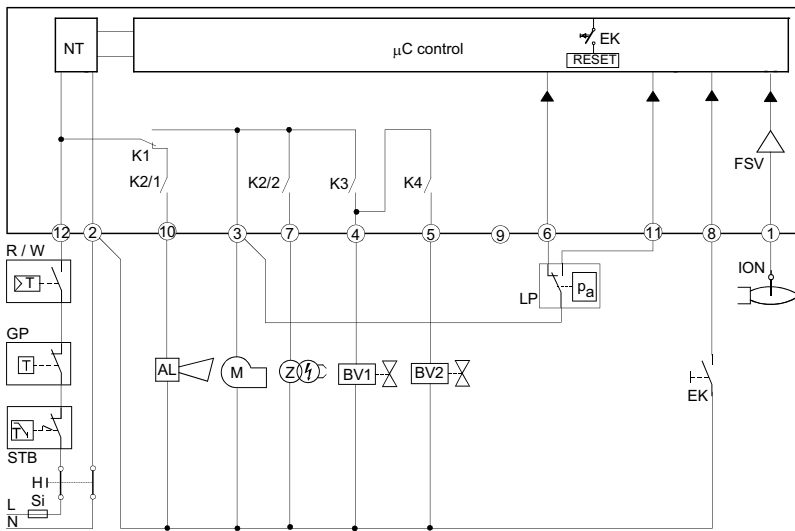 NT
µC control
EK
RESET
K1
K2/1
K2/2
K3
K4
FSV
12
2
10
3
7
4
5
9
6
11
8
1
R / W
T
LP
pa
ION
GP
T
AL
M
Z
BV1
BV2
EK
T
STB
H
Si
L
N